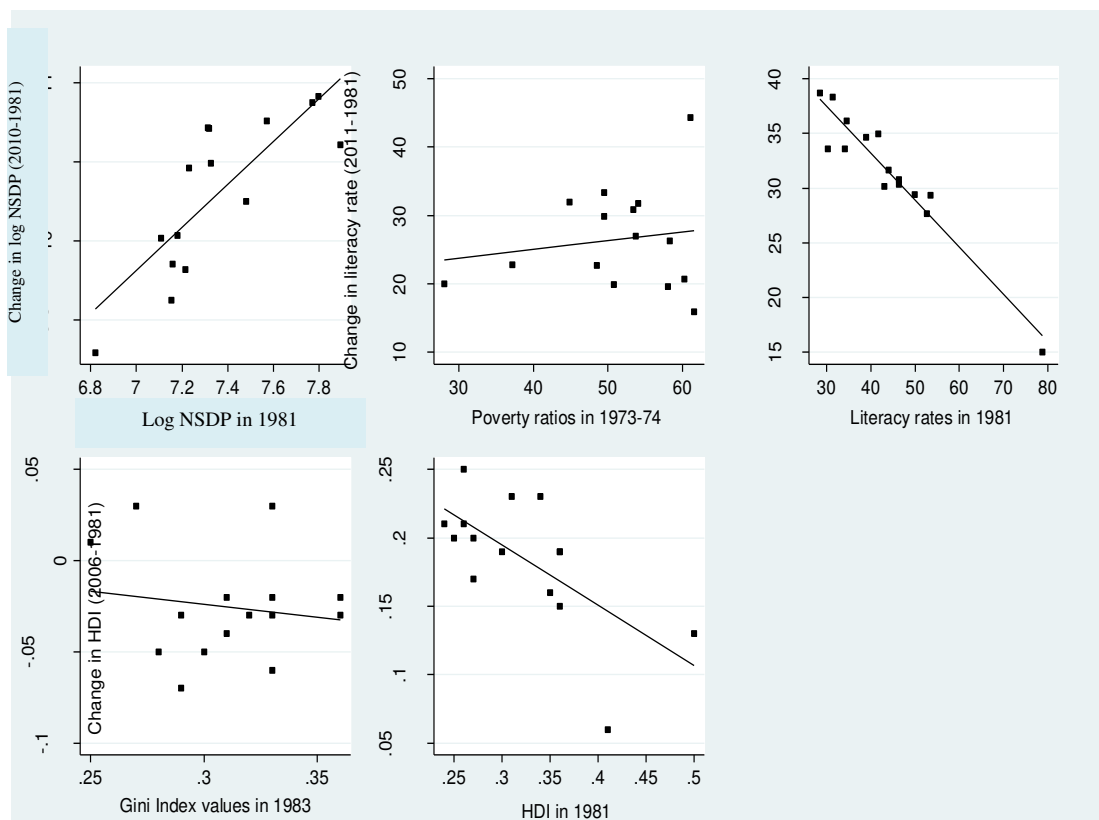 Change in log NSDP (2010-1981)
6.8 7 7.2 7.4 7.6 7.8
Log NSDP in 1981
Change in literacy rate (2011-1981)
50
40
30
20
10
30 40 50 60
Poverty ratios in 1973-74
40
35
30
25
20
15
30 40 50 60 70 80
Literacy rates in 1981
.05
0
-.05
-.1
.25 .3 .35
Gini Index values in 1983
Change in HDI (2006-1981)
.25
.2
.15
.1
.05
.25 .3 .35 .4 .45 .5
HDI in 1981